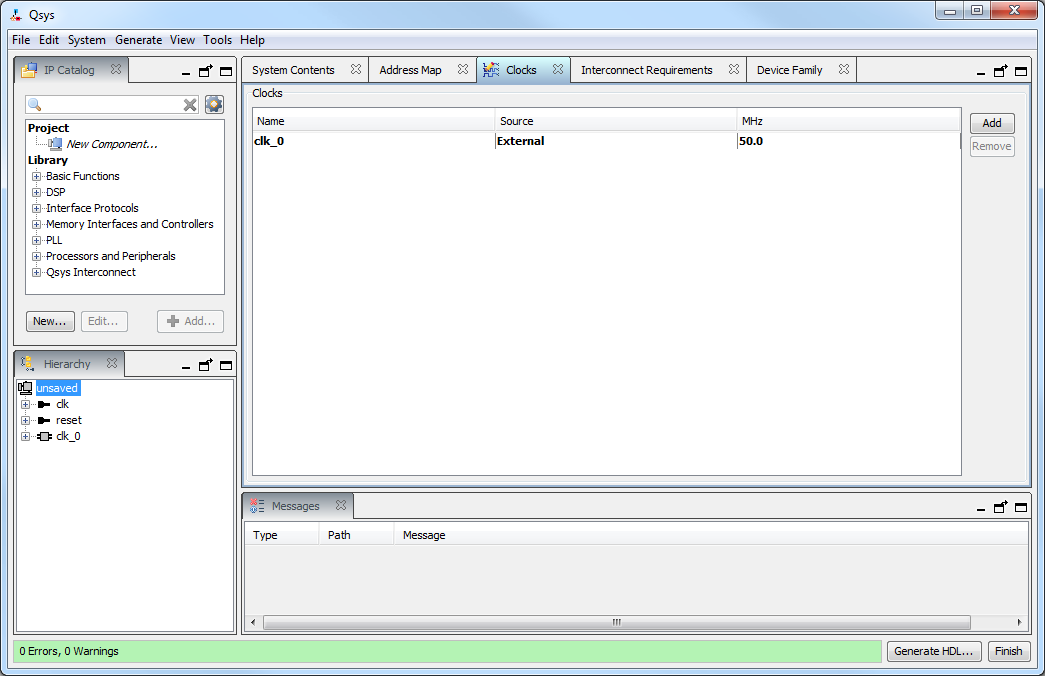 Qsys
File Edit System Generate View Tools Help
IP Catalog
Project
New Component...
Library
Basic Functions
DSP
Interface Protocols
Memory Interfaces and Controllers
PLL
Processors and Peripherals
Qsys Interconnect
New... Edit... Add...
Hierarchy
unsaved
clk
reset
clk_0
System Contents Address Map Clocks Interconnect Requirements Device Family
Clocks
Name Source MHz
clk_0 External 50.0
Add
Remove
Messages
Type Path Message
0 Errors, 0 Warnings
Generate HDL... Finish